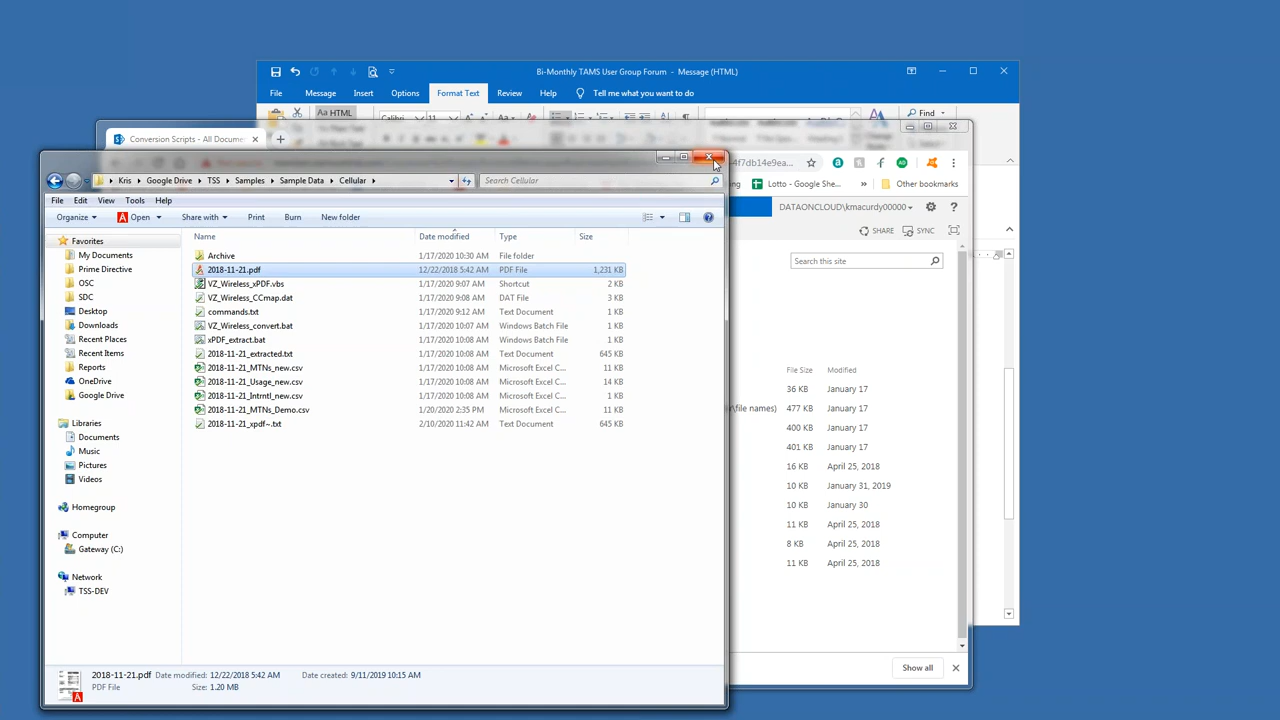 Bi-Monthly TAMS User Group Forum - Message (HTML)
File Message Insert Options Format Text Review Help Tell me what you want to do
Aa HTML Calibri 11 Find
Conversion Scripts - All Docume
4f7db14e9ea...
Lotto - Google She... » Other bookmarks
DATAONCLOUD\kmacurdy00000
SHARE SYNC
Search this site
File Size Modified
36 KB January 17
\file names) 477 KB January 17
400 KB January 17
401 KB January 17
16 KB April 25, 2018
10 KB January 31, 2019
10 KB January 30
11 KB April 25, 2018
8 KB April 25, 2018
11 KB April 25, 2018
Show all
Kris Google Drive TSS Samples Sample Data Cellular
Search Cellular
File Edit View Tools Help
Organize Open Share with Print Burn New folder
Favorites
My Documents
Prime Directive
OSC
SDC
Desktop
Downloads
Recent Places
Recent Items
Reports
OneDrive
Google Drive
Libraries
Documents
Music
Pictures
Videos
Homegroup
Computer
Gateway (C:)
Network
TSS-DEV
Name Date modified Type Size
Archive 1/17/2020 10:30 AM File folder
2018-11-21.pdf 12/22/2018 5:42 AM PDF File 1,231 KB
VZ_Wireless_xPDF.vbs 1/17/2020 9:07 AM Shortcut 2 KB
VZ_Wireless_CCmap.dat 1/17/2020 9:08 AM DAT File 3 KB
commands.txt 1/17/2020 9:12 AM Text Document 1 KB
VZ_Wireless_convert.bat 1/17/2020 10:07 AM Windows Batch File 1 KB
xPDF_extract.bat 1/17/2020 10:08 AM Windows Batch File 1 KB
2018-11-21_extracted.txt 1/17/2020 10:08 AM Text Document 645 KB
2018-11-21_MTNs_new.csv 1/17/2020 10:08 AM Microsoft Excel C... 11 KB
2018-11-21_Usage_new.csv 1/17/2020 10:08 AM Microsoft Excel C... 14 KB
2018-11-21_Intrntl_new.csv 1/17/2020 10:08 AM Microsoft Excel C... 1 KB
2018-11-21_MTNs_Demo.csv 1/20/2020 2:35 PM Microsoft Excel C... 11 KB
2018-11-21_xpdf~.txt 2/10/2020 11:42 AM Text Document 645 KB
2018-11-21.pdf Date modified: 12/22/2018 5:42 AM Date created: 9/11/2019 10:15 AM
PDF File Size: 1.20 MB